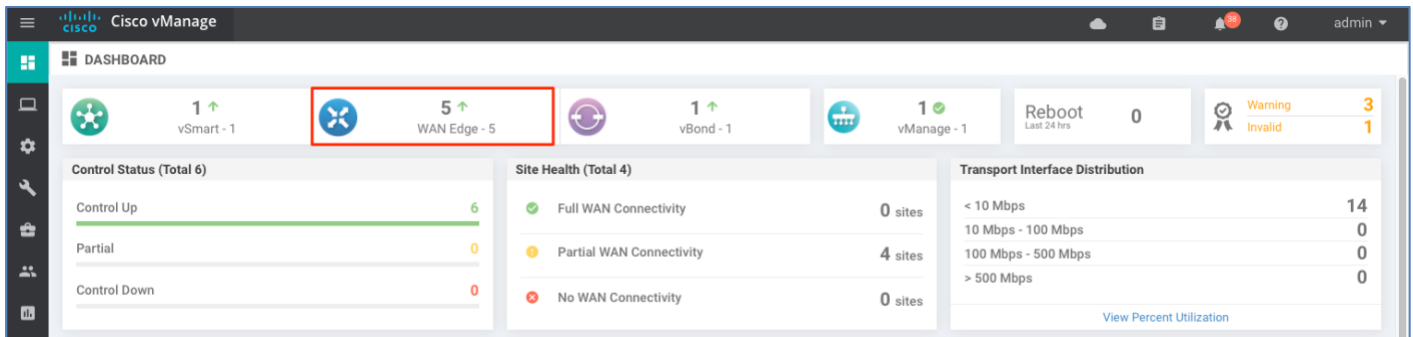 CISCO Cisco vManage 38 admin
DASHBOARD
1 5 1 1 Reboot 0 Warning 3
vSmart - 1 WAN Edge - 5 vBond - 1 vManage - 1 Last 24 hrs Invalid 1
Control Status (Total 6)
Control Up 6
Partial 0
Control Down 0
Site Health (Total 4)
Full WAN Connectivity 0 sites
Partial WAN Connectivity 4 sites
No WAN Connectivity 0 sites
Transport Interface Distribution
< 10 Mbps 14
10 Mbps - 100 Mbps 0
100 Mbps - 500 Mbps 0
> 500 Mbps 0
View Percent Utilization